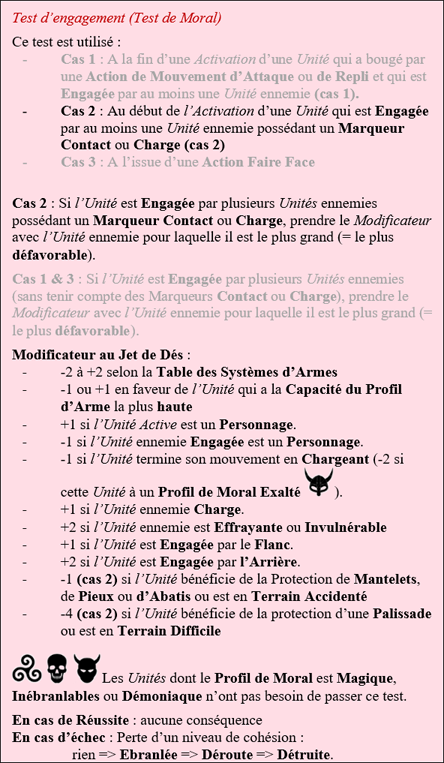 Test d'engagement (Test de Moral)
Ce test est utilisé :
- Cas 1 : A la fin d'une Activation d'une Unité qui a bougé par
une Action de Mouvement d'Attaque ou de Repli et qui est
Engagée par au moins une Unité ennemie (cas 1).
- Cas 2 : Au début de l'Activation d'une Unité qui est Engagée
par au moins une Unité ennemie possédant un Marqueur
Contact ou Charge (cas 2)
- Cas 3 : A l'issue d'une Action Faire Face
Cas 2 : Si l'Unité est Engagée par plusieurs Unités ennemies
possédant un Marqueur Contact ou Charge, prendre le Modificateur
avec l'Unité ennemie pour laquelle il est le plus grand (= le plus
défavorable).
Cas 1 & 3 : Si l'Unité est Engagée par plusieurs Unités ennemies
(sans tenir compte des Marqueurs Contact ou Charge), prendre le
Modificateur avec l'Unité ennemie pour laquelle il est le plus grand (=
le plus défavorable).
Modificateur au Jet de Dés :
- -2 à +2 selon la Table des Systèmes d'Armes
- -1 ou +1 en faveur de l'Unité qui a la Capacité du Profil
d'Arme la plus haute
- +1 si l'Unité Active est un Personnage.
- -1 si l'Unité ennemie Engagée est un Personnage.
- -1 si l'Unité termine son mouvement en Chargeant (-2 si
cette Unité à un Profil de Moral Exalté ).
- +1 si l'Unité ennemie Charge.
- +2 si l'Unité ennemie est Effrayante ou Invulnérable
- +1 si l'Unité est Engagée par le Flanc.
- +2 si l'Unité est Engagée par l'Arrière.
- -1 (cas 2) si l'Unité bénéficie de la Protection de Mantelets,
de Pieux ou d'Abatis ou est en Terrain Accidenté
- -4 (cas 2) si l'Unité bénéficie de la protection d'une Palissade
ou est en Terrain Difficile
Les Unités dont le Profil de Moral est Magique,
Inébranlables ou Démoniaque n'ont pas besoin de passer ce test.
En cas de Réussite : aucune conséquence
En cas d'échec : Perte d'un niveau de cohésion :
rien => Ebranlée => Déroute => Détruite.